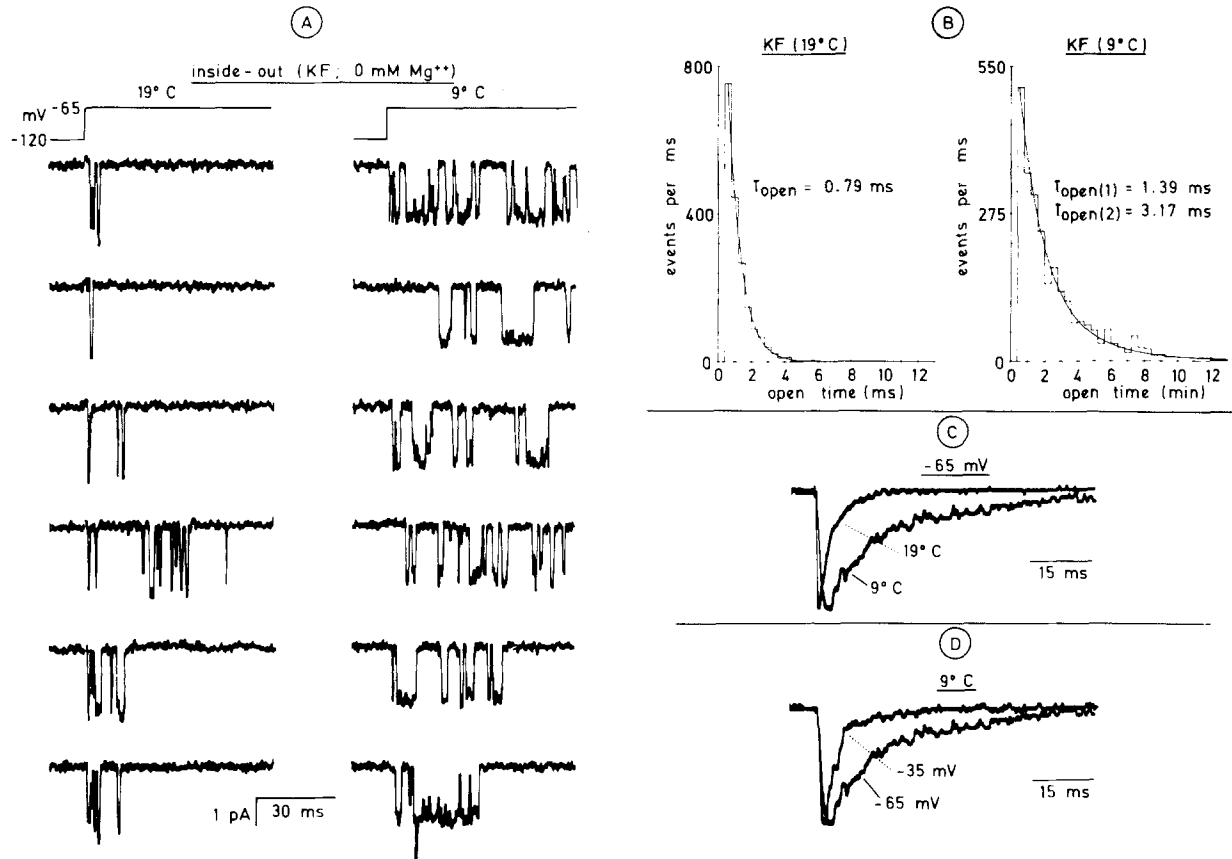 A
inside-out (KF; 0 mM Mg++)
19° C
9° C
mV
-65
-120
1 pA
30 ms
B
KF (19°C)
events per ms
800
400
0
τopen = 0.79 ms
0 2 4 6 8 10 12
open time (ms)
KF (9°C)
events per ms
550
275
0
τopen(1) = 1.39 ms
τopen(2) = 3.17 ms
0 2 4 6 8 10 12
open time (min)
C
-65 mV
19° C
9° C
15 ms
D
9° C
-35 mV
-65 mV
15 ms